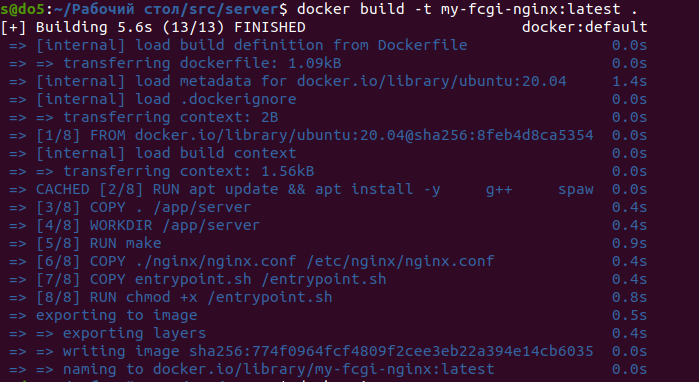 s@do5:~/Рабочий стол/src/server$ docker build -t my-fcgi-nginx:latest .
[+] Building 5.6s (13/13) FINISHED docker:default
=> [internal] load build definition from Dockerfile 0.0s
=> => transferring dockerfile: 1.09kB 0.0s
=> [internal] load metadata for docker.io/library/ubuntu:20.04 1.4s
=> [internal] load .dockerignore 0.0s
=> => transferring context: 2B 0.0s
=> [1/8] FROM docker.io/library/ubuntu:20.04@sha256:8feb4d8ca5354 0.0s
=> [internal] load build context 0.0s
=> => transferring context: 1.56kB 0.0s
=> CACHED [2/8] RUN apt update && apt install -y     g++     spaw 0.0s
=> [3/8] COPY . /app/server 0.4s
=> [4/8] WORKDIR /app/server 0.4s
=> [5/8] RUN make 0.9s
=> [6/8] COPY ./nginx/nginx.conf /etc/nginx/nginx.conf 0.4s
=> [7/8] COPY entrypoint.sh /entrypoint.sh 0.4s
=> [8/8] RUN chmod +x /entrypoint.sh 0.8s
=> exporting to image 0.5s
=> => exporting layers 0.4s
=> => writing image sha256:774f0964fcf4809f2cee3eb22a394e14cb6035 0.0s
=> => naming to docker.io/library/my-fcgi-nginx:latest 0.0s